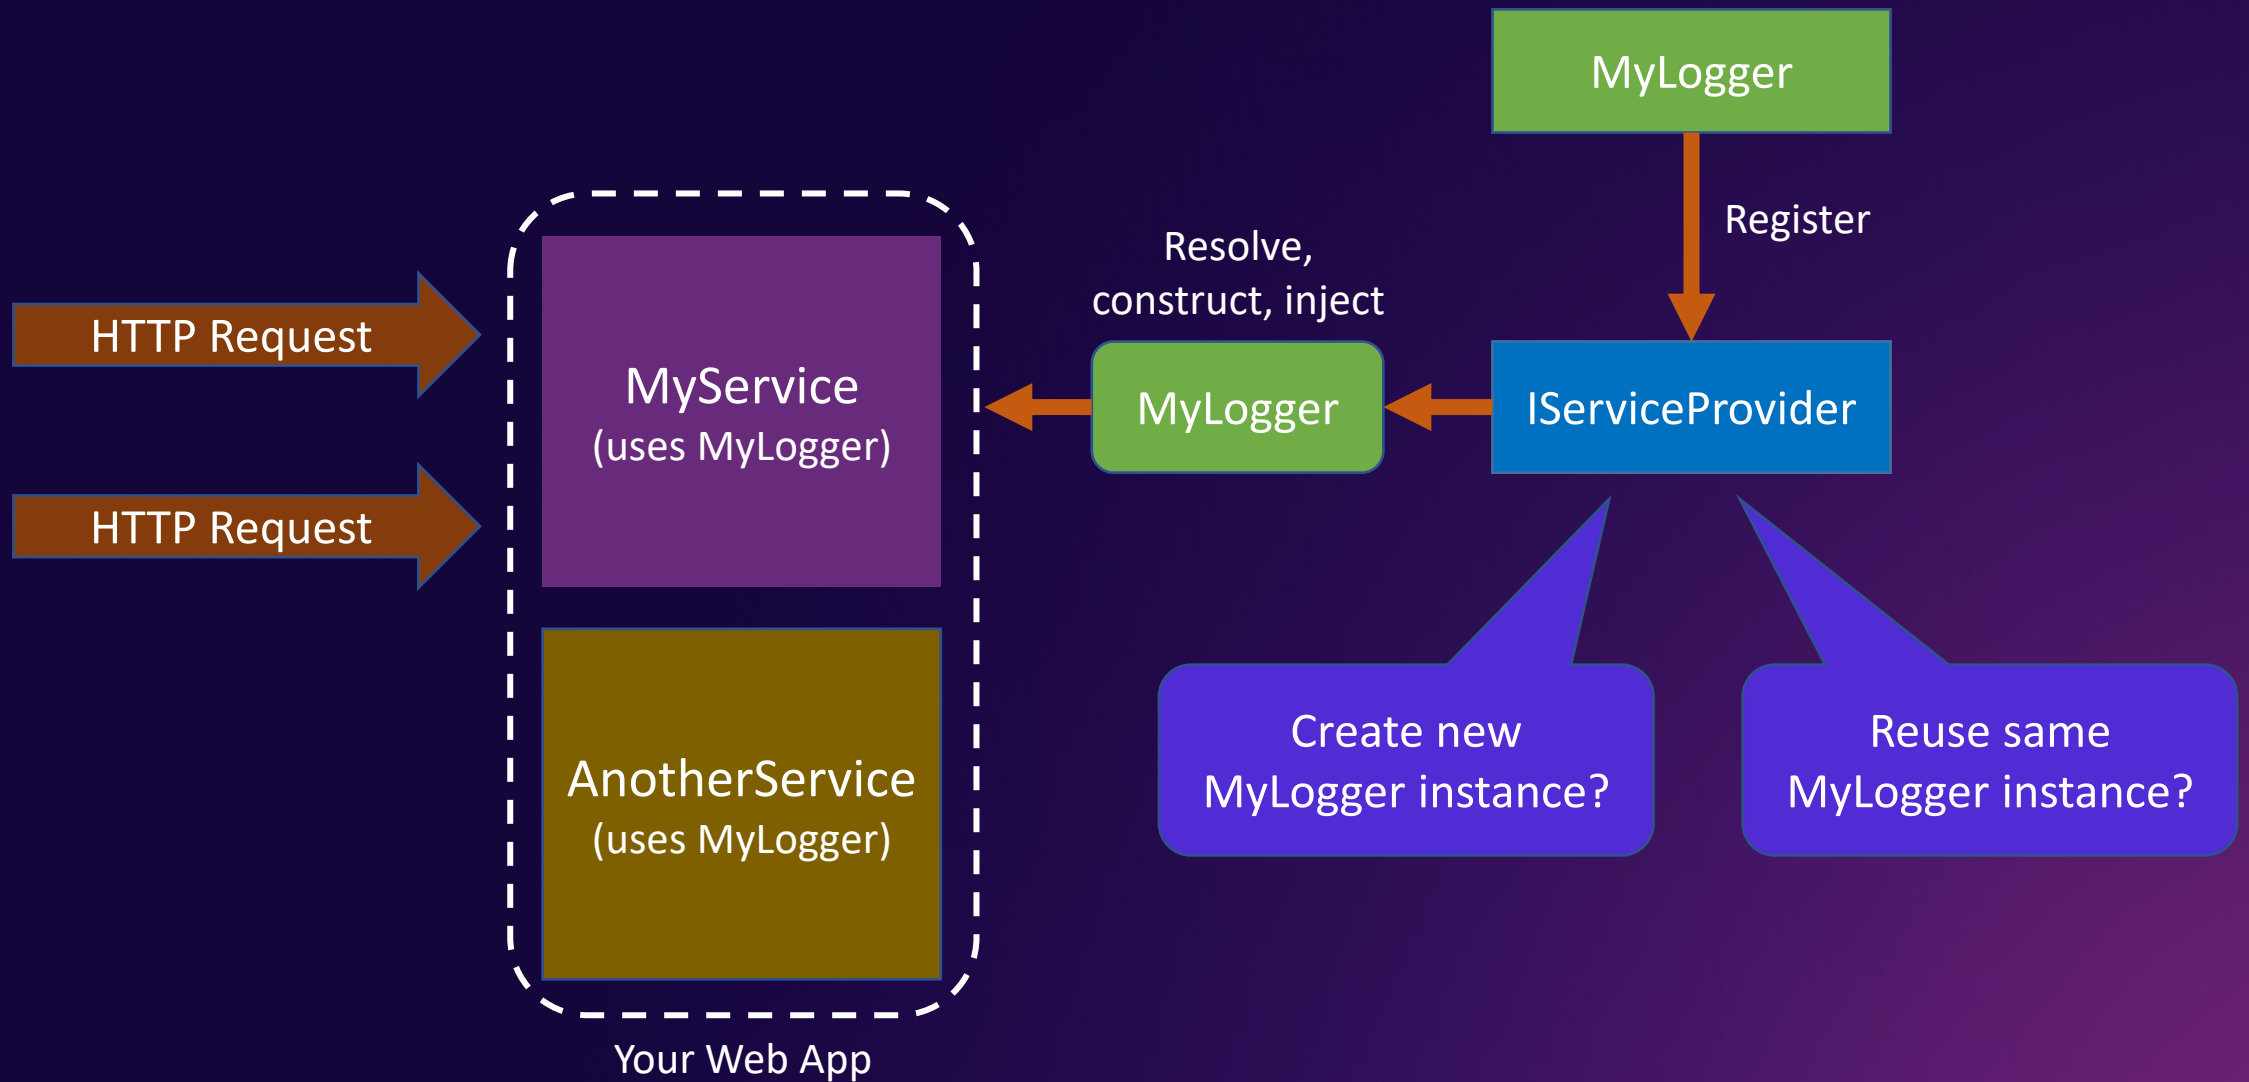 MyLogger
Register
Resolve,
construct, inject
HTTP Request
HTTP Request
MyService
(uses MyLogger)
MyLogger
IServiceProvider
AnotherService
(uses MyLogger)
Create new
MyLogger instance?
Reuse same
MyLogger instance?
Your Web App